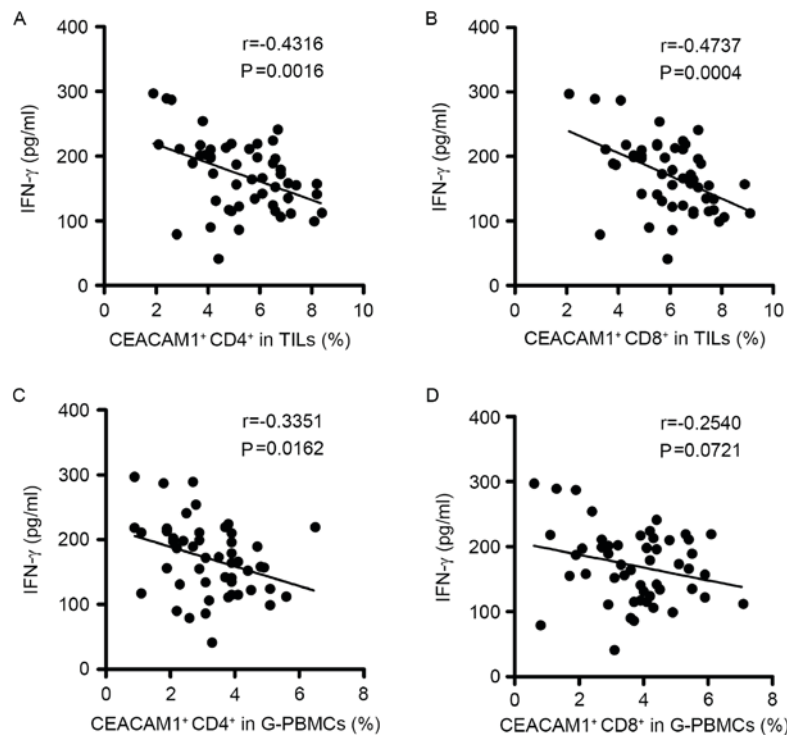 A
r=-0.4316
P=0.0016
IFN-γ (pg/ml)
400
300
200
100
0
0 2 4 6 8 10
CEACAM1⁺ CD4⁺ in TILs (%)
B
r=-0.4737
P=0.0004
IFN-γ (pg/ml)
400
300
200
100
0
0 2 4 6 8 10
CEACAM1⁺ CD8⁺ in TILs (%)
C
r=-0.3351
P=0.0162
IFN-γ (pg/ml)
400
300
200
100
0
0 2 4 6 8
CEACAM1⁺ CD4⁺ in G-PBMCs (%)
D
r=-0.2540
P=0.0721
IFN-γ (pg/ml)
400
300
200
100
0
0 2 4 6 8
CEACAM1⁺ CD8⁺ in G-PBMCs (%)